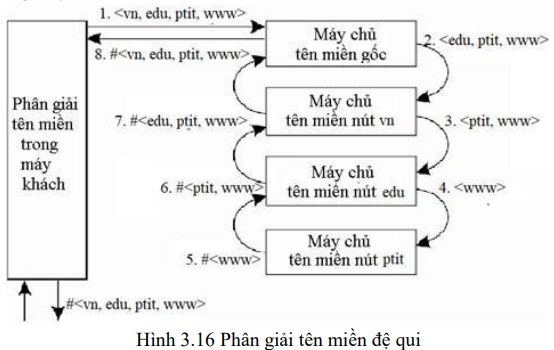 1. <vn, edu, ptit, www>
8. #<vn, edu, ptit, www>
Máy chủ
tên miền gốc
2. <edu, ptit, www>
Phân giải
tên miền
trong
máy
khách
7. #<edu, ptit, www>
Máy chủ
tên miền nút vn
3. <ptit, www>
6. #<ptit, www>
Máy chủ
tên miền nút edu
4. <www>
5. #<www>
Máy chủ
tên miền nút ptit
#<vn, edu, ptit, www>
Hình 3.16 Phân giải tên miền đệ qui